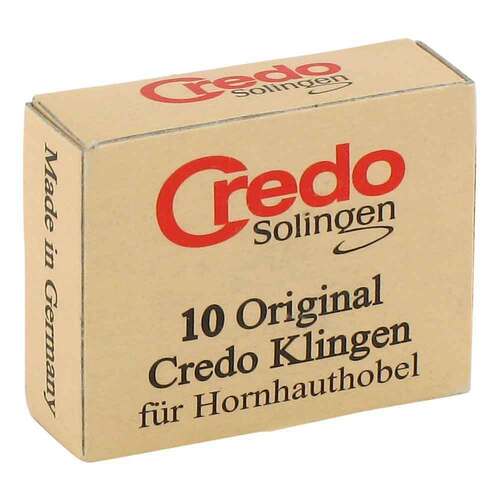 Credo
Solingen
Credo
Solingen
10 Original
Credo Klingen
für Hornhauthobel
Made in Germany